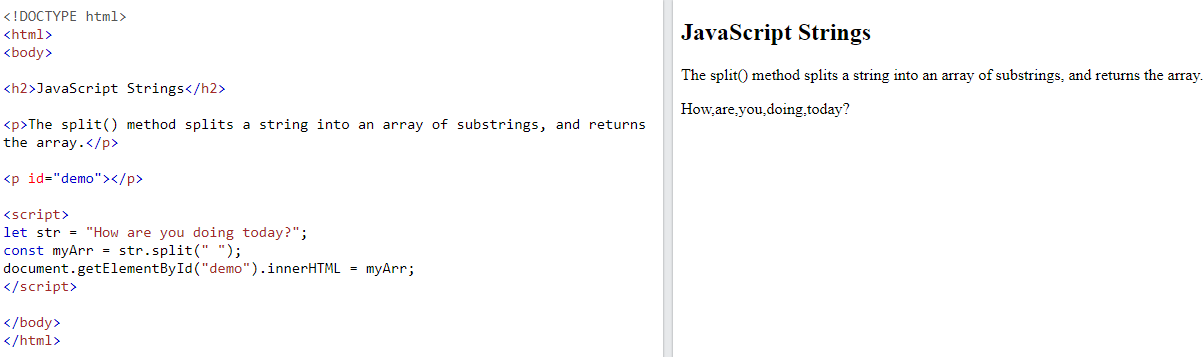 <!DOCTYPE html>
<html>
<body>
<h2>JavaScript Strings</h2>
<p>The split() method splits a string into an array of substrings, and returns
the array.</p>
<p id="demo"></p>
<script>
let str = "How are you doing today?";
const myArr = str.split(" ");
document.getElementById("demo").innerHTML = myArr;
</script>
</body>
</html>
JavaScript Strings
The split() method splits a string into an array of substrings, and returns the array.
How,are,you,doing,today?